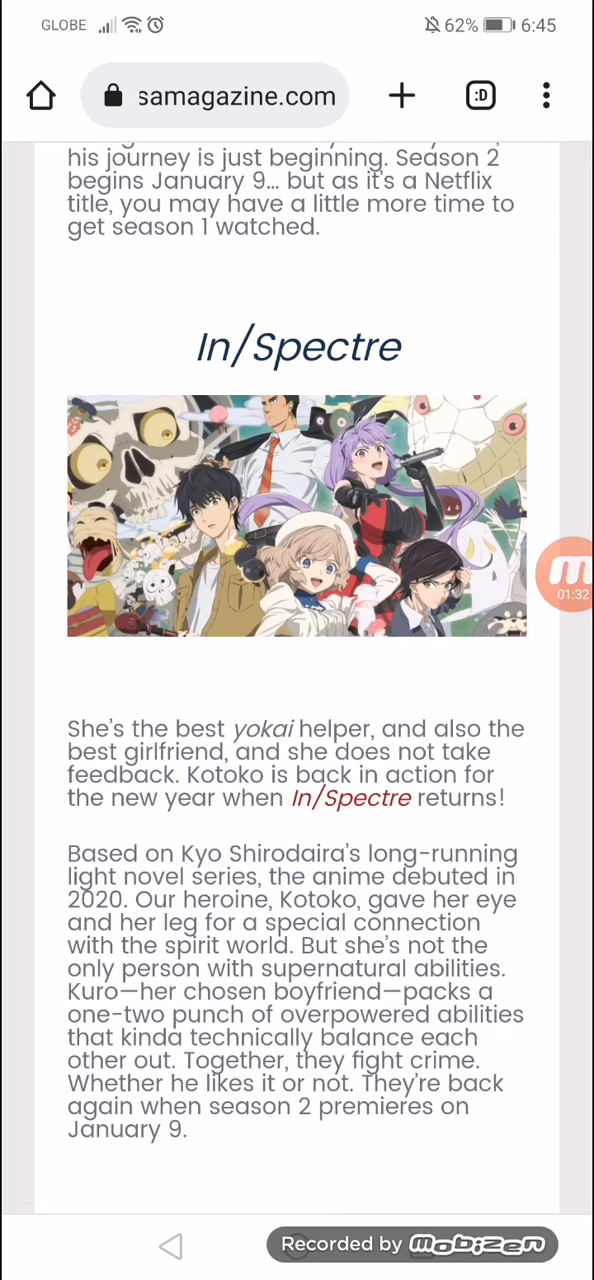 GLOBE
62% 6:45
samagazine.com
:D
his journey is just beginning. Season 2
begins January 9... but as it's a Netflix
title, you may have a little more time to
get season 1 watched.
In/Spectre
01:32
She's the best yokai helper, and also the
best girlfriend, and she does not take
feedback. Kotoko is back in action for
the new year when In/Spectre returns!
Based on Kyo Shirodaira's long-running
light novel series, the anime debuted in
2020. Our heroine, Kotoko, gave her eye
and her leg for a special connection
with the spirit world. But she's not the
only person with supernatural abilities.
Kuro—her chosen boyfriend—packs a
one-two punch of overpowered abilities
that kinda technically balance each
other out. Together, they fight crime.
Whether he likes it or not. They're back
again when season 2 premieres on
January 9.
Recorded by mobizen